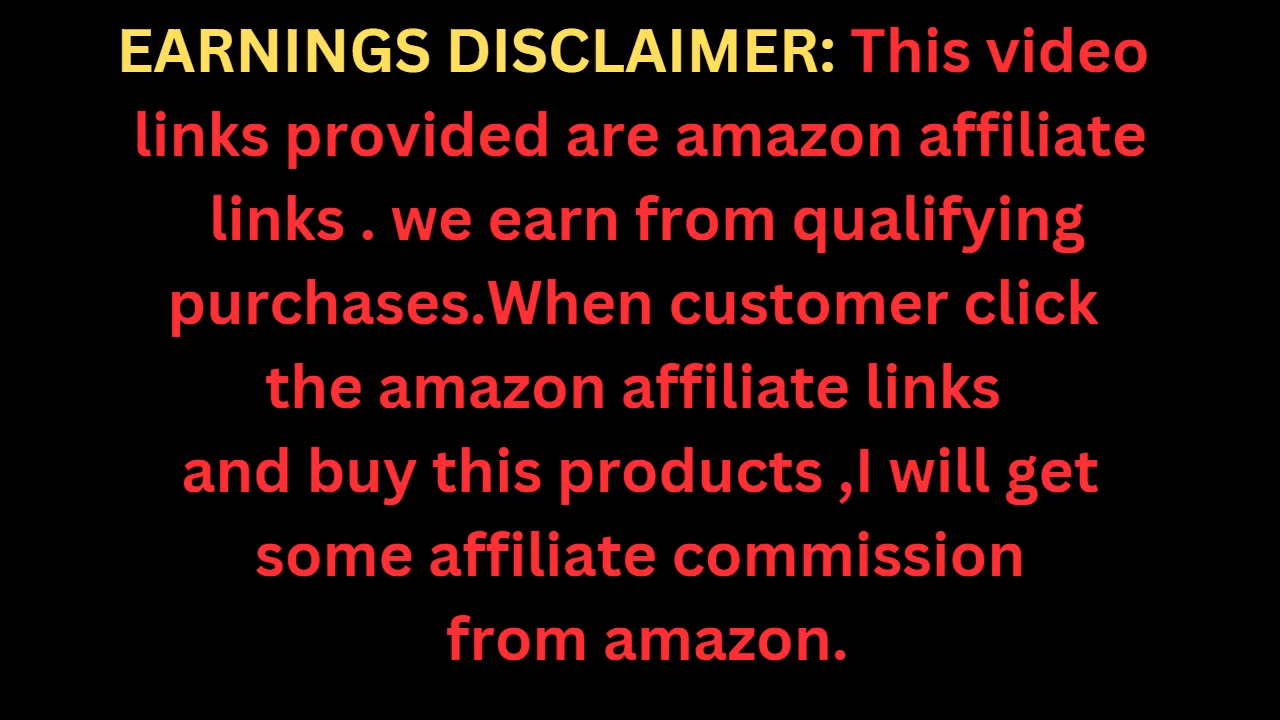 EARNINGS DISCLAIMER: This video
links provided are amazon affiliate
links . we earn from qualifying
purchases.When customer click
the amazon affiliate links
and buy this products ,I will get
some affiliate commission
from amazon.